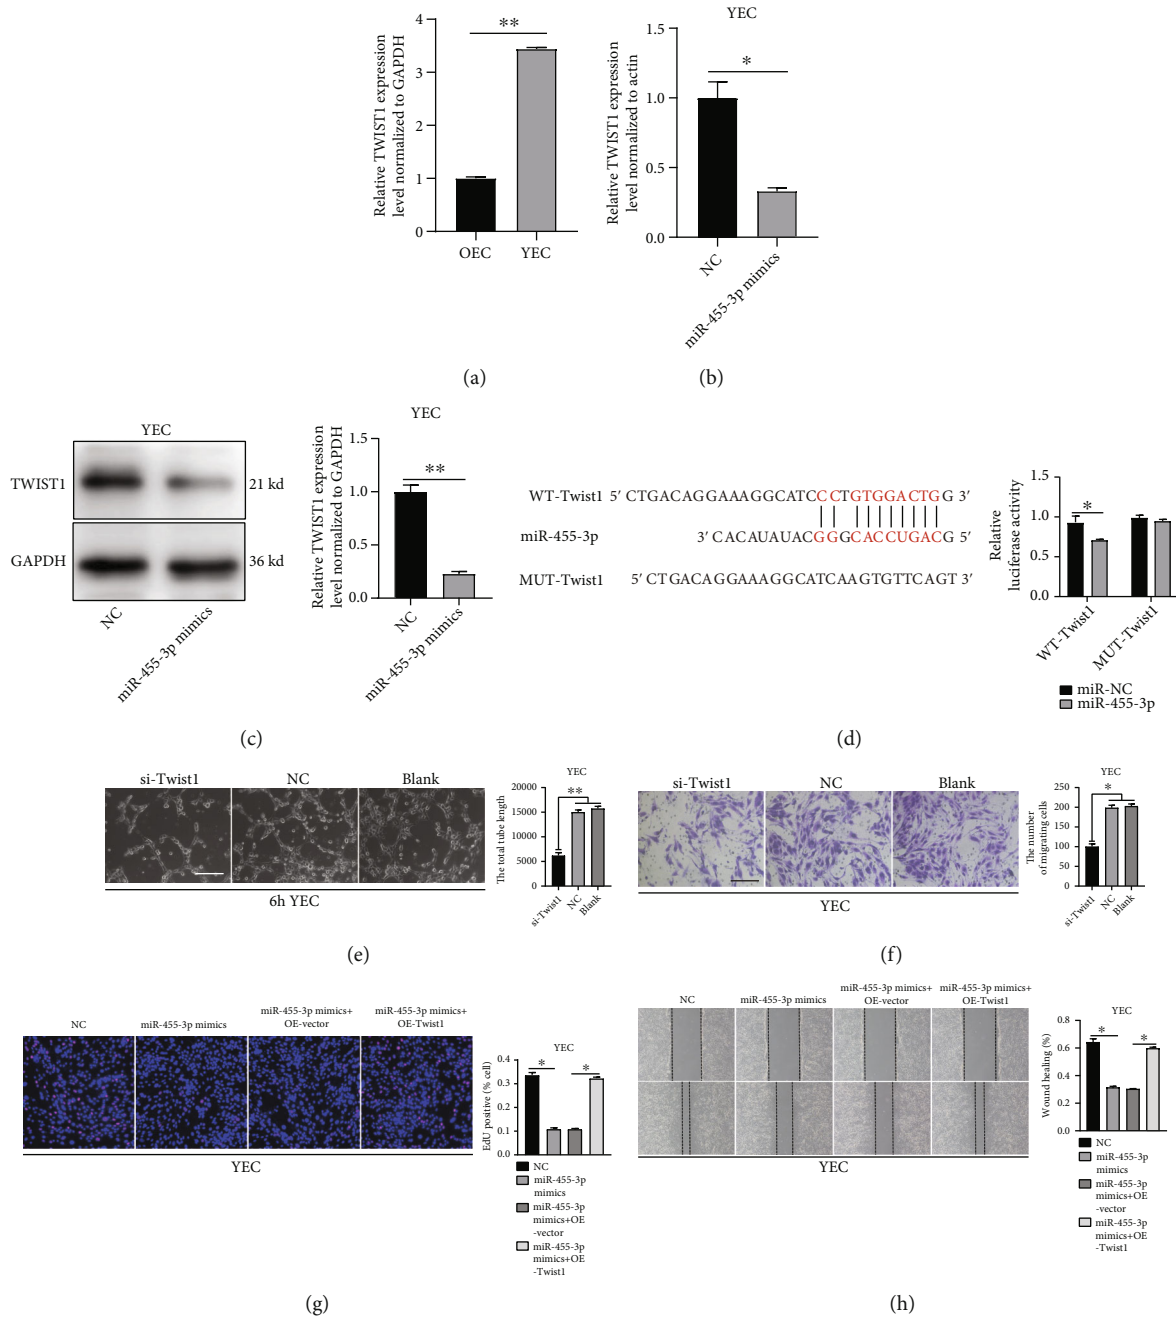 Relative TWIST1 expression
level normalized to GAPDH
4
3
2
1
0
**
OEC
YEC
(a)
YEC
Relative TWIST1 expression
level normalized to actin
1.5
1.0
0.5
0.0
*
NC
miR-455-3p mimics
(b)
YEC
TWIST1
21 kd
GAPDH
36 kd
NC
miR-455-3p mimics
YEC
Relative TWIST1 expression
level normalized to GAPDH
1.5
1.0
0.5
0.0
**
NC
miR-455-3p mimics
(c)
WT-Twist1 5′ CTGACAGGAAAGGCATCCCTGTGGACTGG 3′
miR-455-3p 3′ CACAUAUACGGGCACCUGACG 5′
MUT-Twist1 5′ CTGACAGGAAAGGCATCAAGTGTTCAGT 3′
Relative
luciferase activity
1.5
1.0
0.5
0.0
*
WT-Twist1
MUT-Twist1
miR-NC
miR-455-3p
(d)
si-Twist1 NC Blank
6h YEC
YEC
The total tube length
20000
15000
10000
5000
0
**
si-Twist1
NC
Blank
(e)
si-Twist1 NC Blank
YEC
YEC
The number
of migrating cells
250
200
150
100
50
0
*
si-Twist1
NC
Blank
(f)
NC
miR-455-3p mimics
miR-455-3p mimics+
OE-vector
miR-455-3p mimics+
OE-Twist1
YEC
YEC
EdU positive (% cell)
0.4
0.3
0.2
0.1
0.0
* *
NC
miR-455-3p
mimics
miR-455-3p
mimics+OE
-vector
miR-455-3p
mimics+OE
-Twist1
(g)
NC
miR-455-3p mimics
miR-455-3p mimics+
OE-vector
miR-455-3p mimics+
OE-Twist1
YEC
YEC
Wound healing (%)
0.6
0.4
0.2
0.0
* *
NC
miR-455-3p
mimics
miR-455-3p
mimics+OE
-vector
miR-455-3p
mimics+OE
-Twist1
(h)